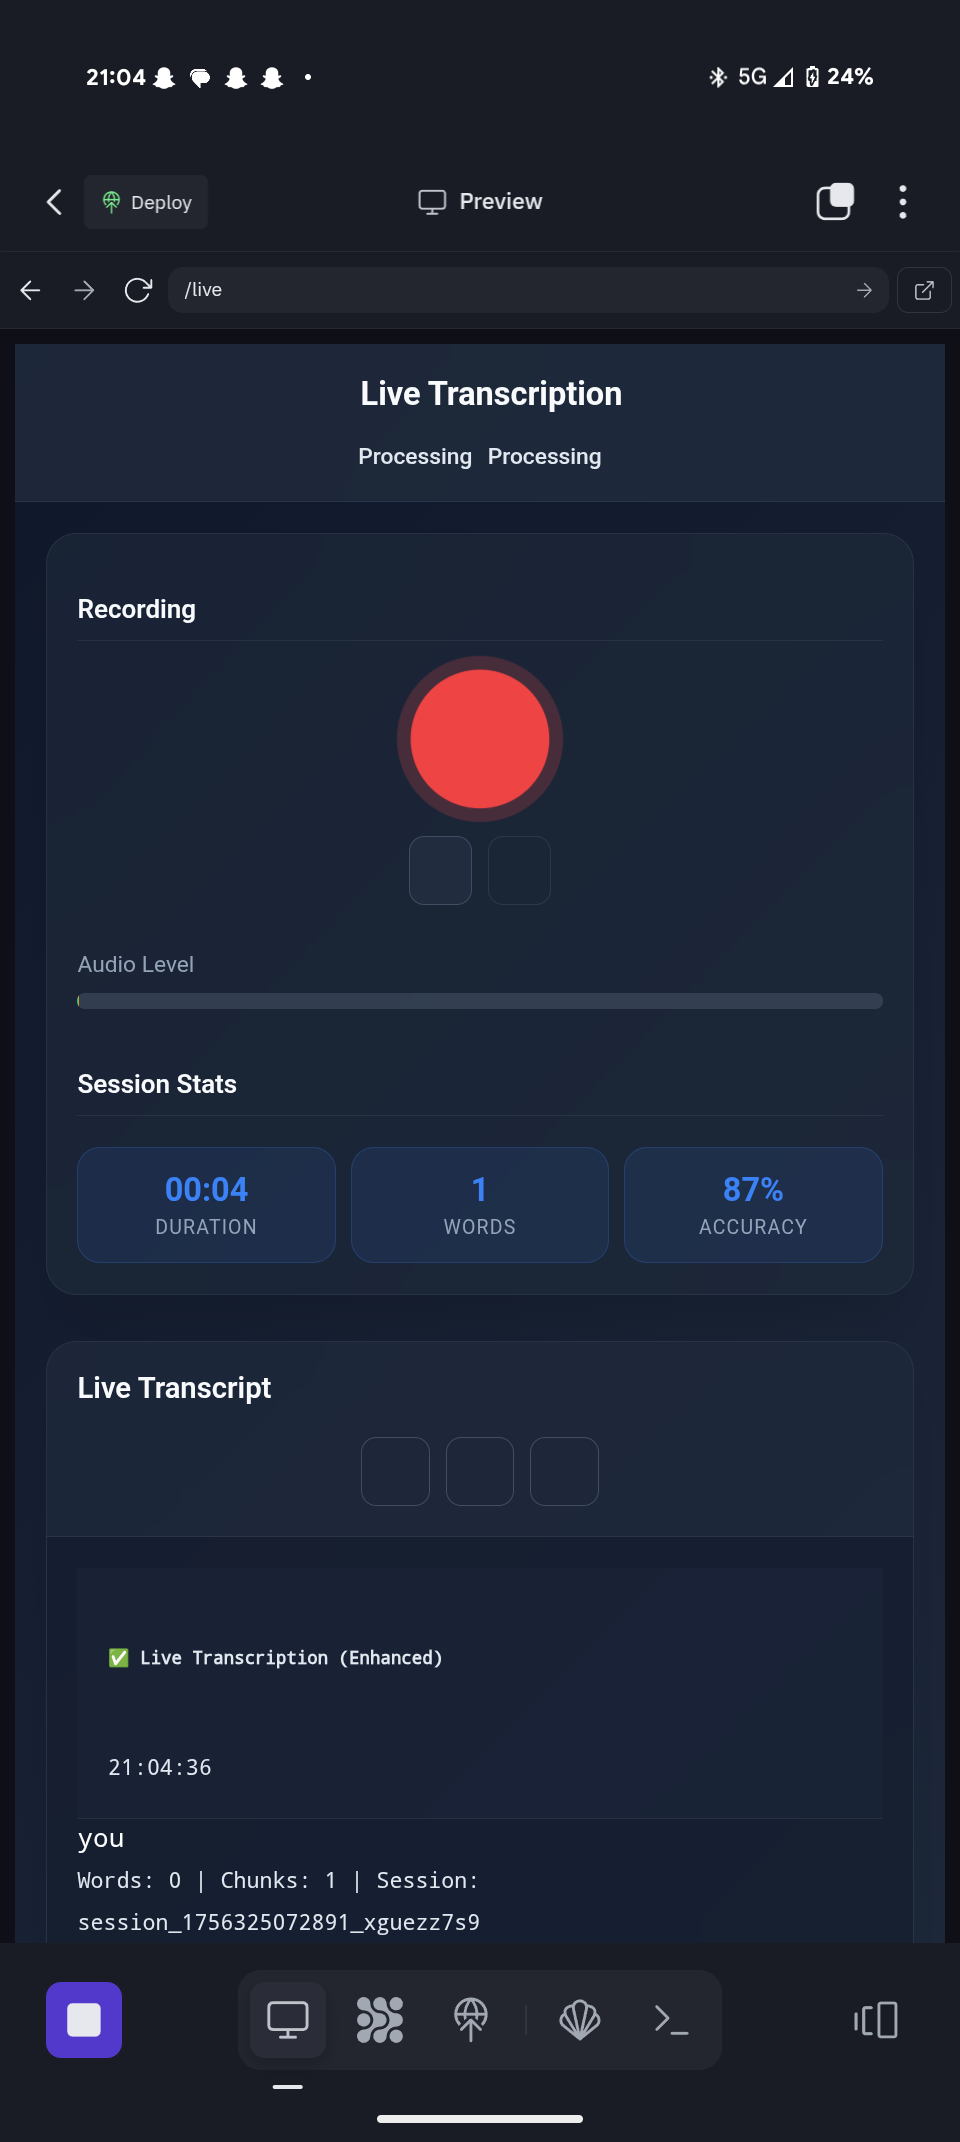 21:04 5G 24%
Deploy Preview
/live
Live Transcription
Processing Processing
Recording
Audio Level
Session Stats
00:04 1 87%
DURATION WORDS ACCURACY
Live Transcript
✅ Live Transcription (Enhanced)
21:04:36
you
Words: 0 | Chunks: 1 | Session:
session_1756325072891_xguezz7s9